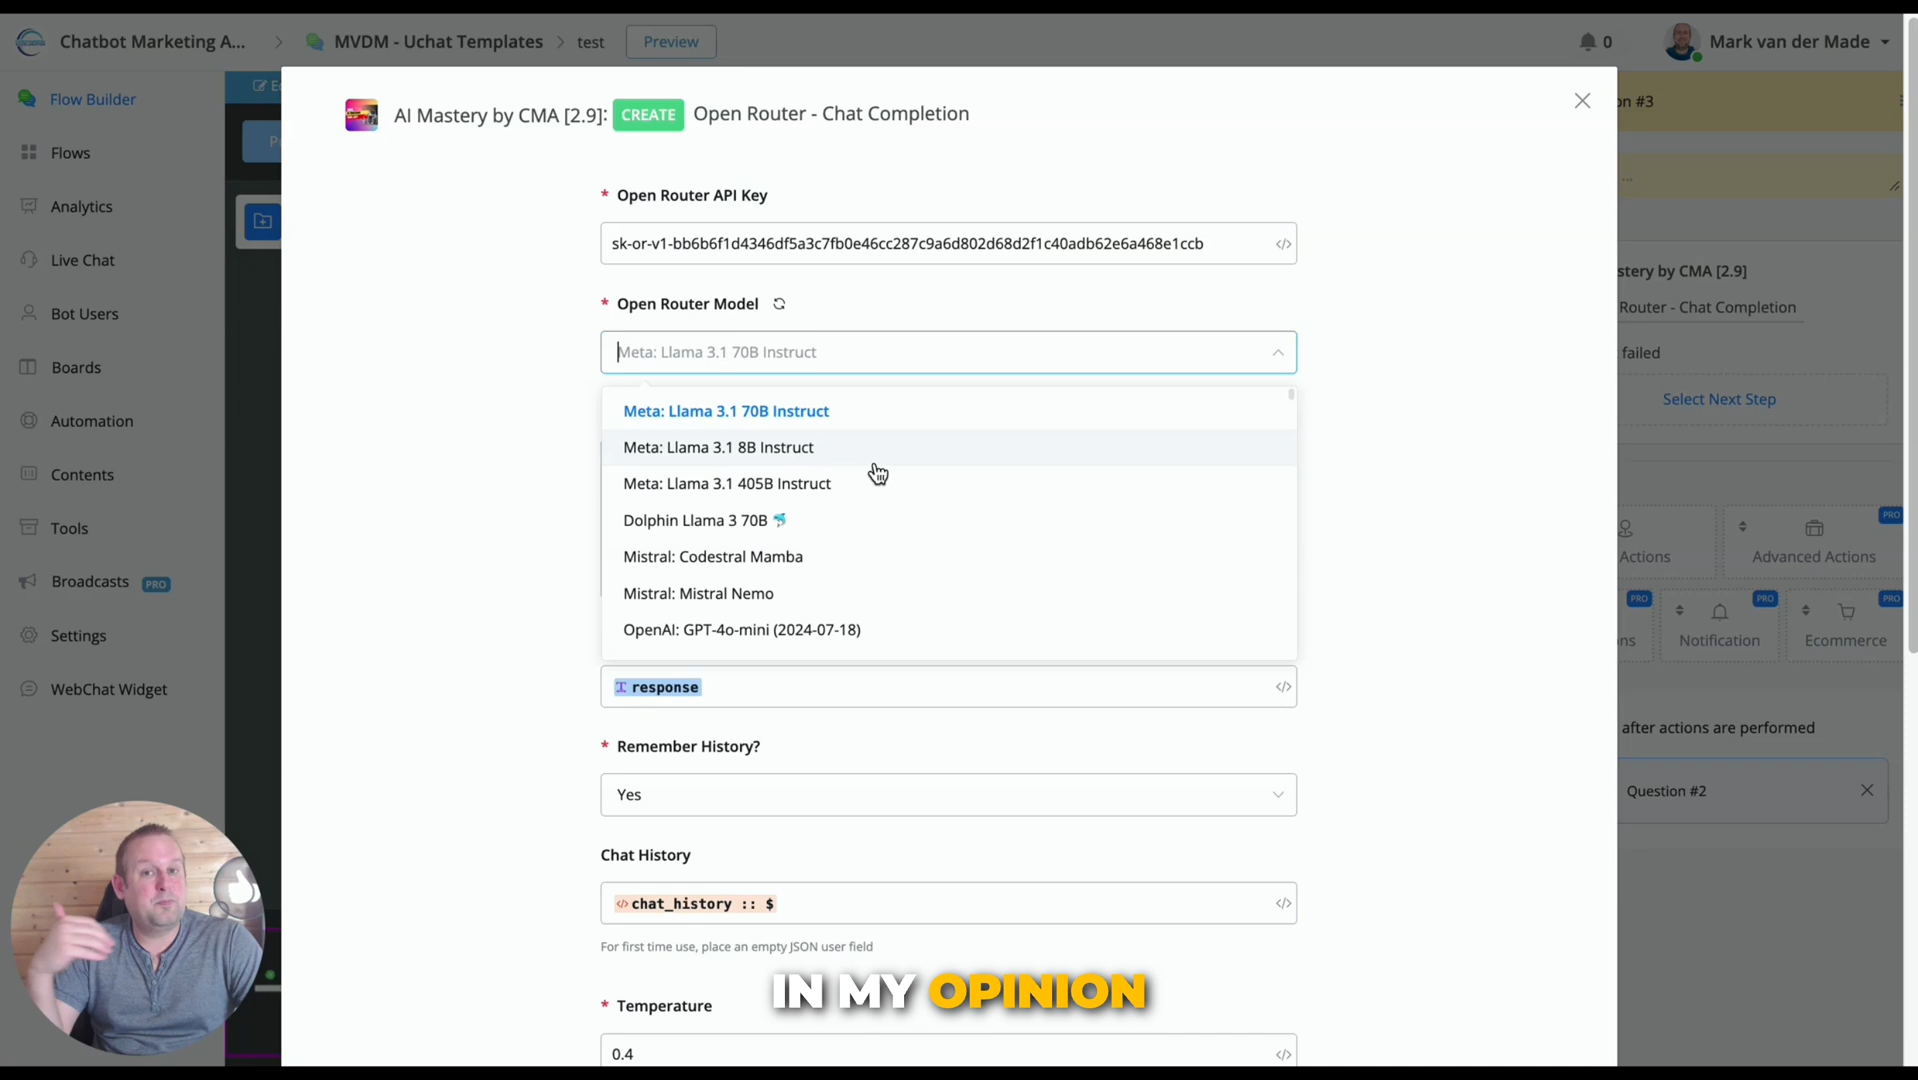 Chatbot Marketing A... > MVDM - Uchat Templates > test Preview
0 Mark van der Made
Flow Builder
Flows
Analytics
Live Chat
Bot Users
Boards
Automation
Contents
Tools
Broadcasts PRO
Settings
WebChat Widget
AI Mastery by CMA [2.9]: CREATE Open Router - Chat Completion
* Open Router API Key
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
* Open Router Model
Meta: Llama 3.1 70B Instruct
Meta: Llama 3.1 70B Instruct
Meta: Llama 3.1 8B Instruct
Meta: Llama 3.1 405B Instruct
Dolphin Llama 3 70B 🐬
Mistral: Codestral Mamba
Mistral: Mistral Nemo
OpenAI: GPT-4o-mini (2024-07-18)
response
* Remember History?
Yes
Chat History
chat_history :: $
For first time use, place an empty JSON user field
* Temperature
0.4
IN MY OPINION
on #3
...
stery by CMA [2.9]
Router - Chat Completion
failed
Select Next Step
PRO
Actions
Advanced Actions
PRO PRO PRO
ons
Notification
Ecommerce
after actions are performed
Question #2